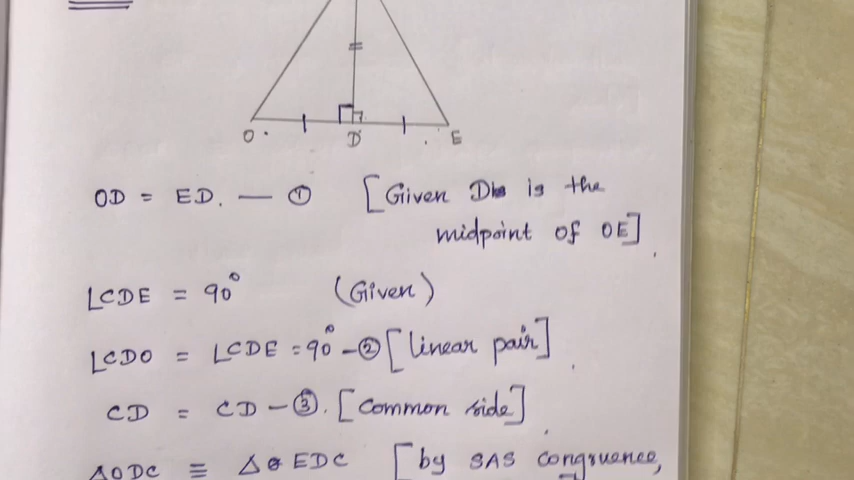 O D E
OD = ED. — ① [Given D is the
midpoint of OE]
∠CDE = 90° (Given)
∠CDO = ∠CDE = 90° – ② [linear pair]
CD = CD – ③. [Common side]
△ODC ≡ △ EDC [by SAS congruence,